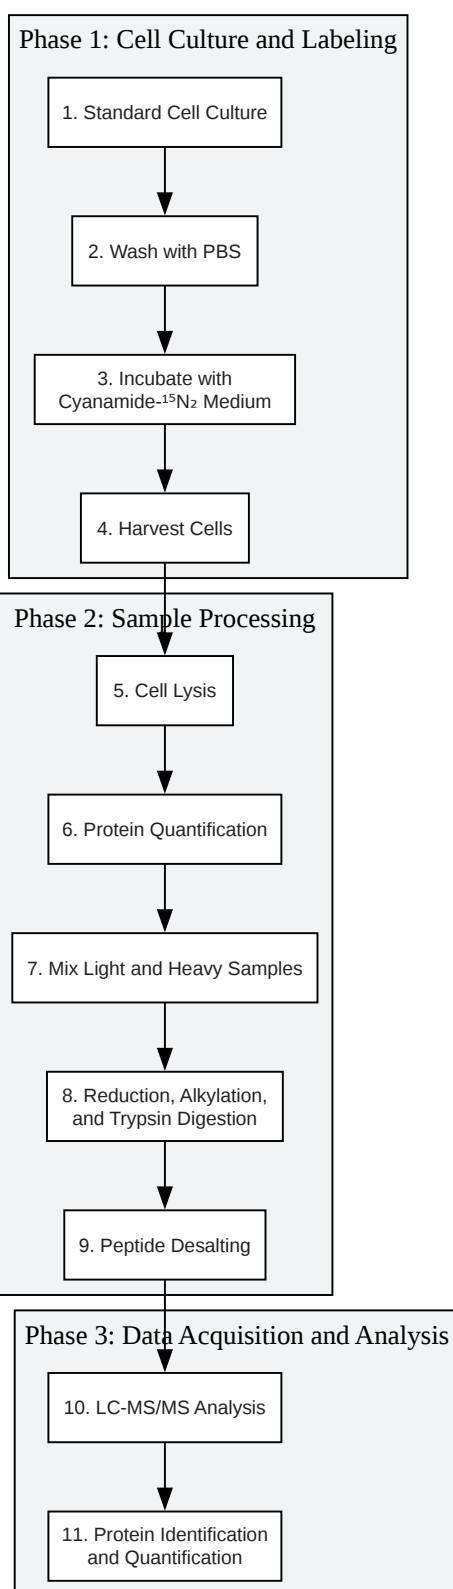 Phase 1: Cell Culture and Labeling
1. Standard Cell Culture
2. Wash with PBS
3. Incubate with
Cyanamide-¹⁵N₂ Medium
4. Harvest Cells
Phase 2: Sample Processing
5. Cell Lysis
6. Protein Quantification
7. Mix Light and Heavy Samples
8. Reduction, Alkylation,
and Trypsin Digestion
9. Peptide Desalting
Phase 3: Data Acquisition and Analysis
10. LC-MS/MS Analysis
11. Protein Identification
and Quantification